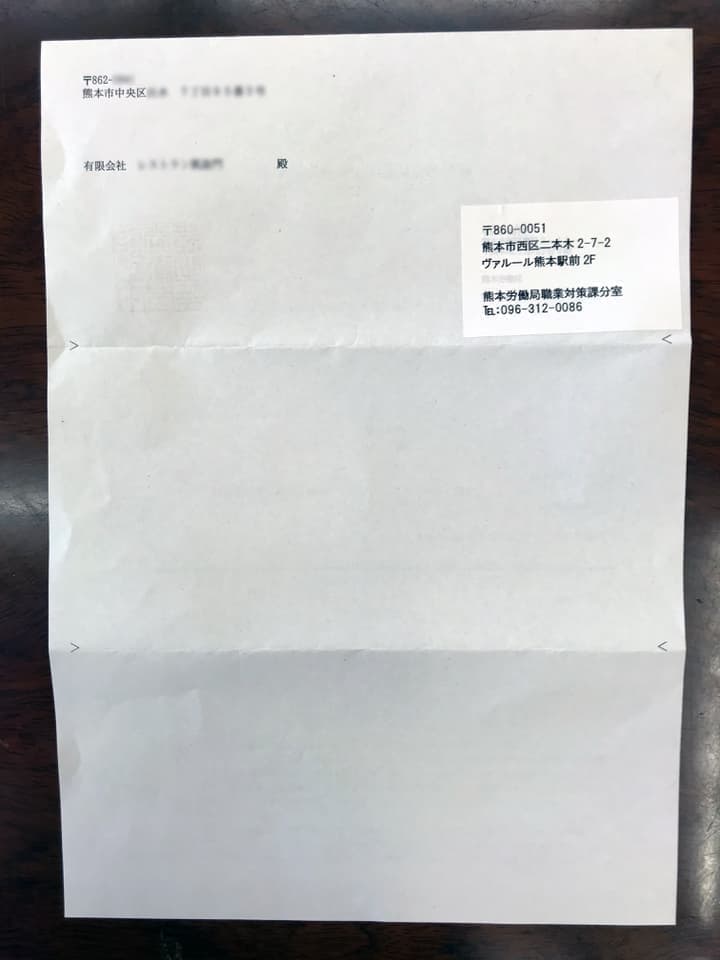 〒862-
熊本市中央区
有限会社 殿
〒860-0051
熊本市西区二本木 2-7-2
ヴァルール熊本駅前 2F
熊本労働局職業対策課分室
℡:096-312-0086
> <
> <